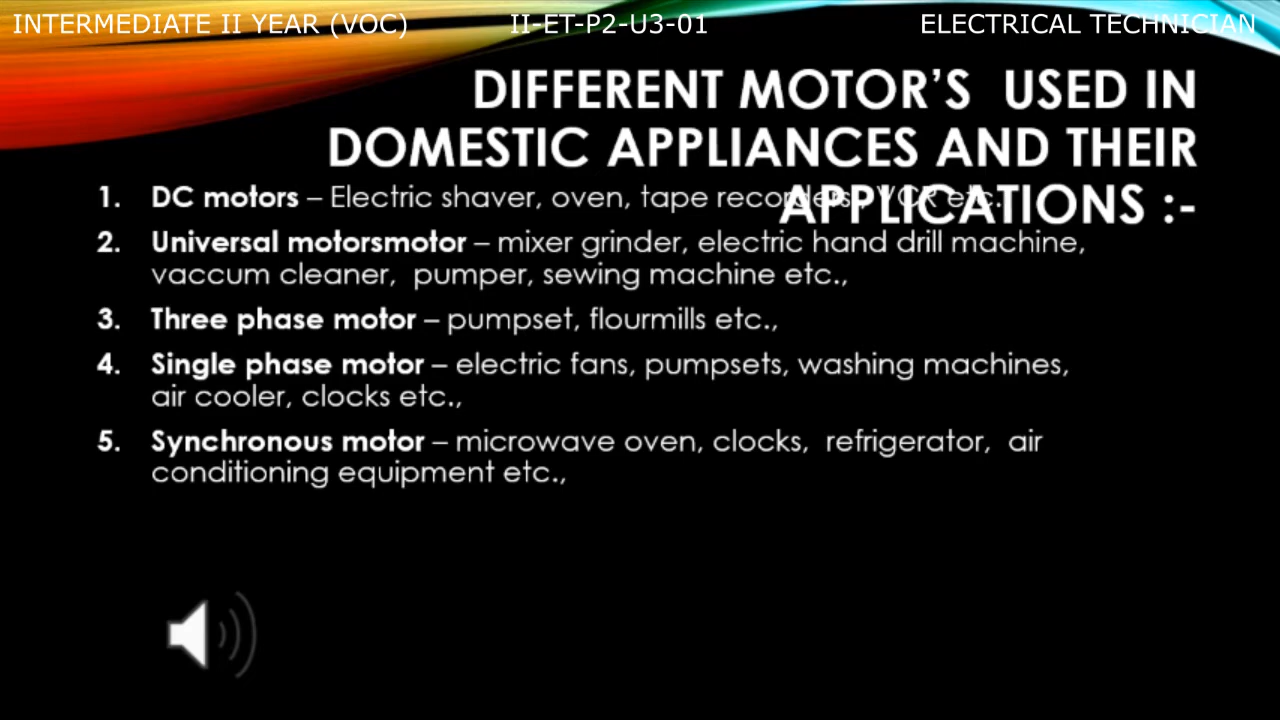 INTERMEDIATE II YEAR (VOC) II-ET-P2-U3-01 ELECTRICAL TECHNICIAN
DIFFERENT MOTOR’S  USED IN
DOMESTIC APPLIANCES AND THEIR
APPLICATIONS :-
1. DC motors – Electric shaver, oven, tape recorders, VCR etc.
2. Universal motorsmotor – mixer grinder, electric hand drill machine,
vaccum cleaner,  pumper, sewing machine etc.,
3. Three phase motor – pumpset, flourmills etc.,
4. Single phase motor – electric fans, pumpsets, washing machines,
air cooler, clocks etc.,
5. Synchronous motor – microwave oven, clocks,  refrigerator,  air
conditioning equipment etc.,